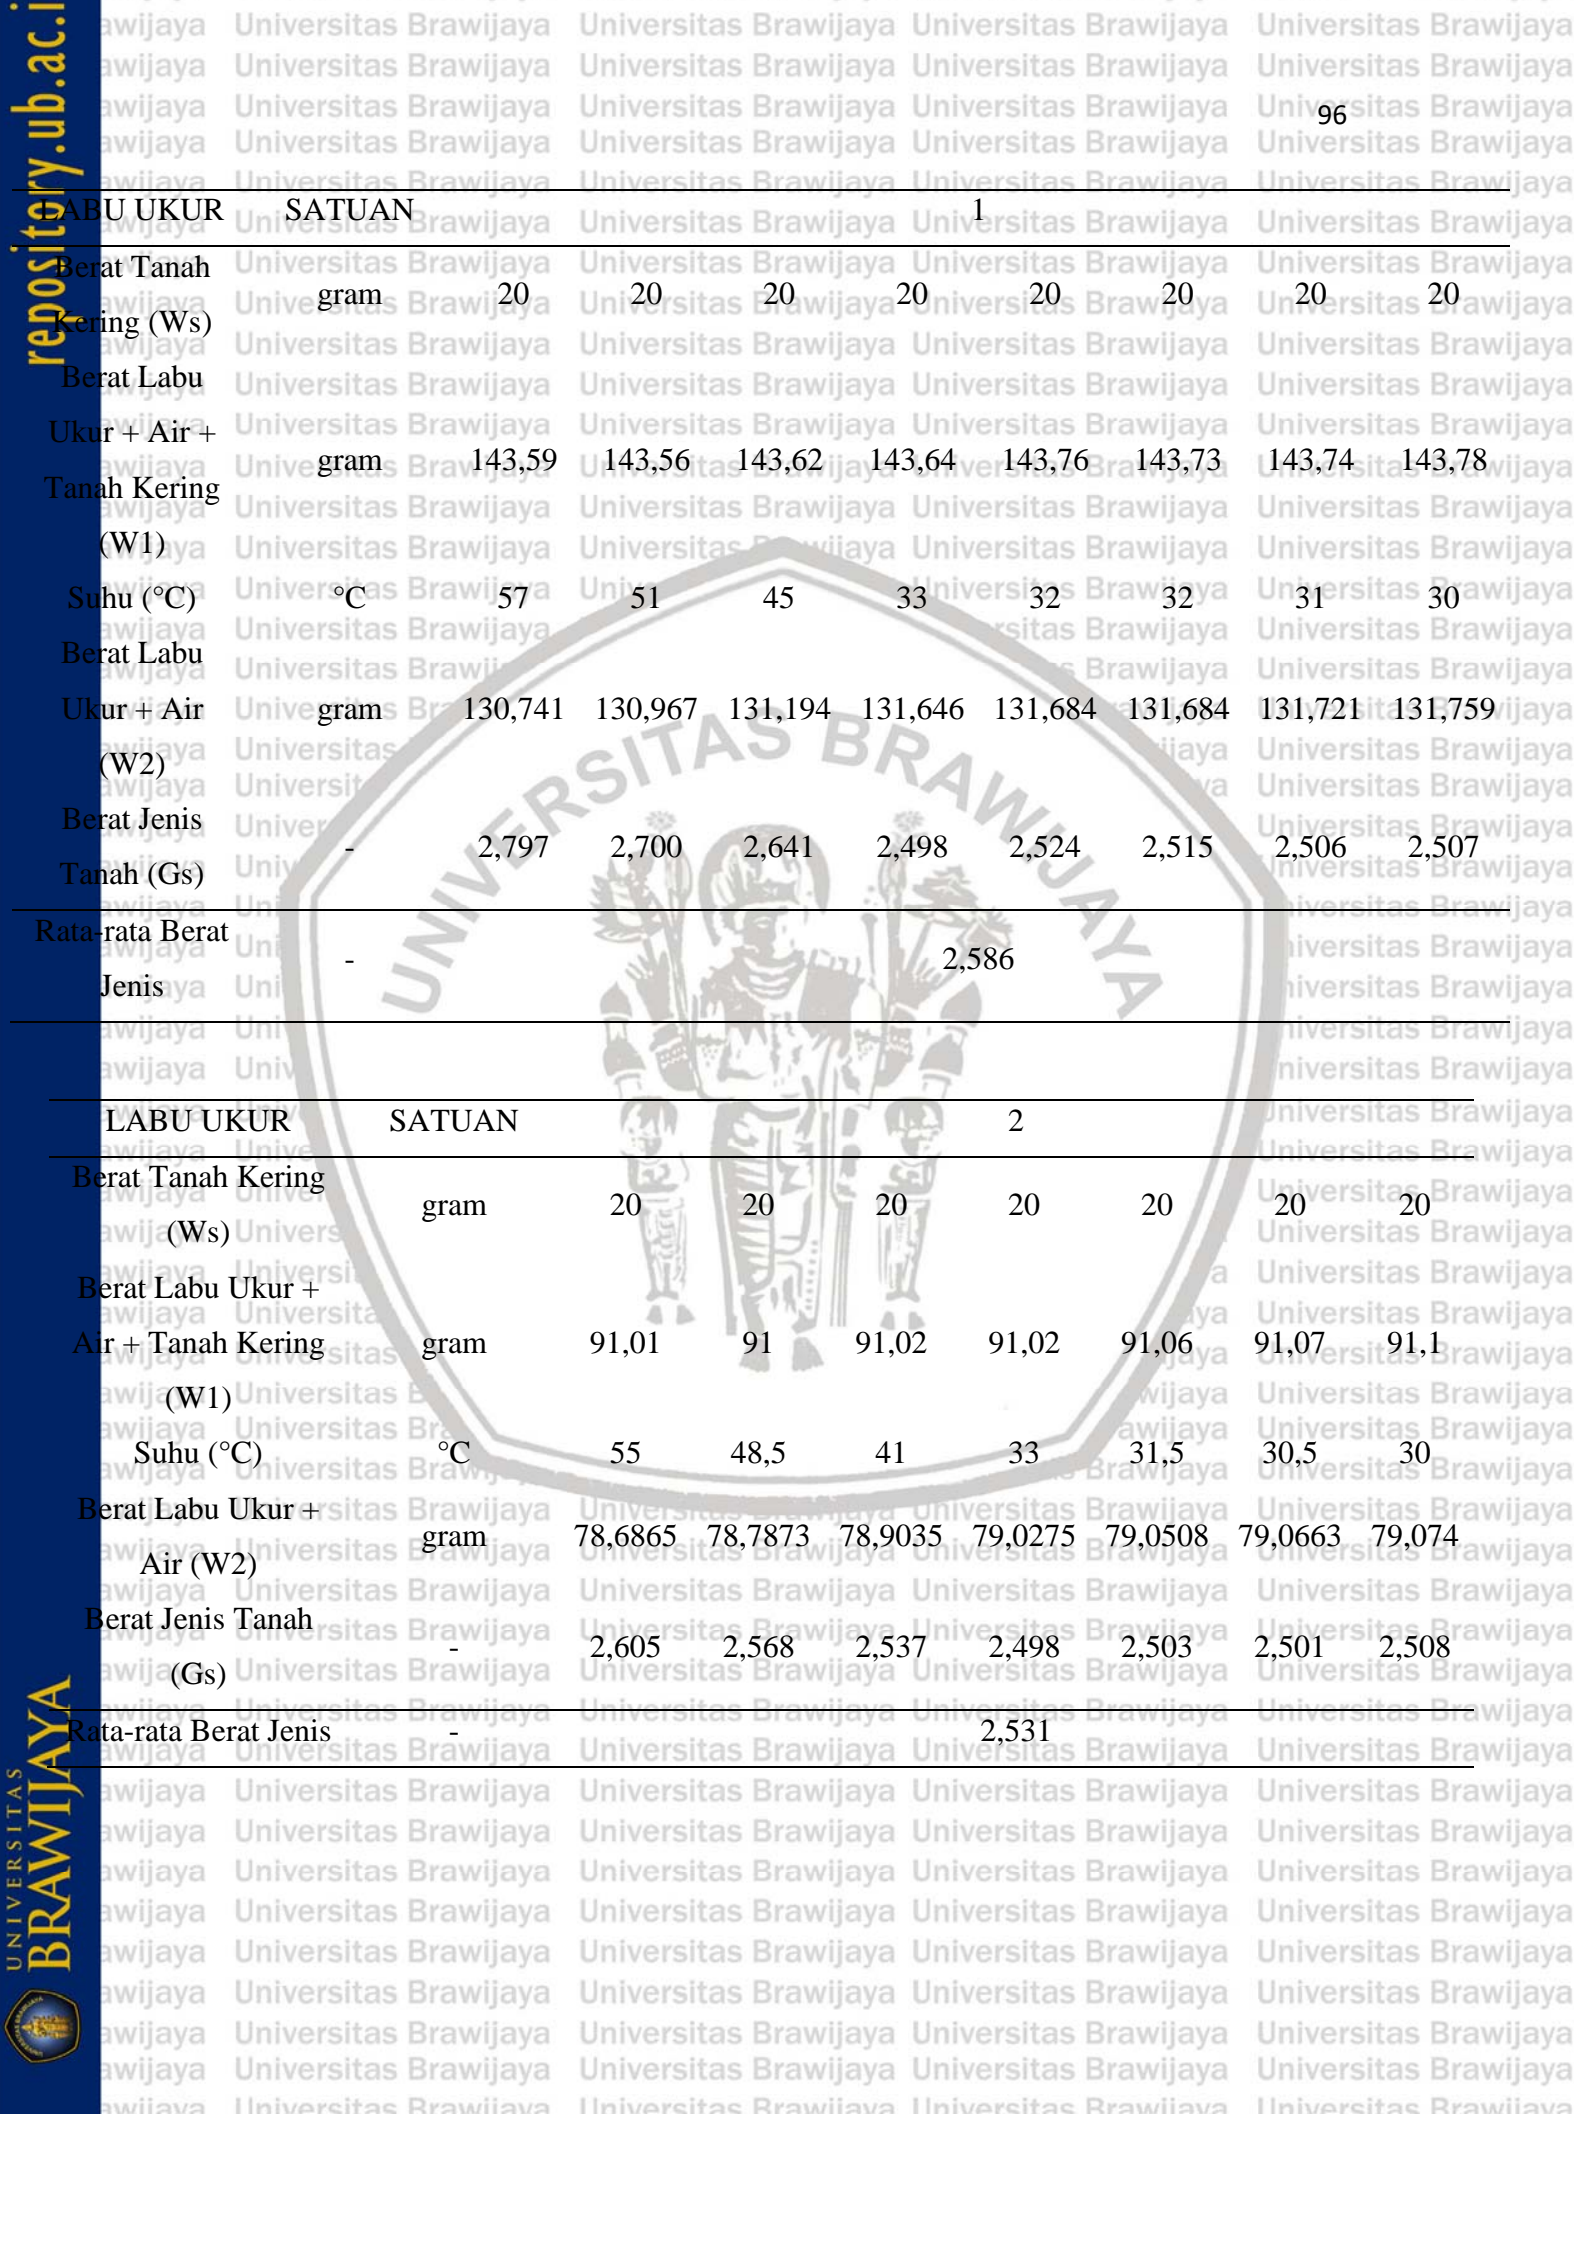 96
LABU UKUR SATUAN 1
Berat Tanah
Kering (Ws) gram 20 20 20 20 20 20 20 20
Berat Labu
Ukur + Air +
Tanah Kering
(W1) gram 143,59 143,56 143,62 143,64 143,76 143,73 143,74 143,78
Suhu (°C) °C 57 51 45 33 32 32 31 30
Berat Labu
Ukur + Air
(W2) gram 130,741 130,967 131,194 131,646 131,684 131,684 131,721 131,759
Berat Jenis
Tanah (Gs) - 2,797 2,700 2,641 2,498 2,524 2,515 2,506 2,507
Rata-rata Berat
Jenis - 2,586
LABU UKUR SATUAN 2
Berat Tanah Kering
(Ws) gram 20 20 20 20 20 20 20
Berat Labu Ukur +
Air + Tanah Kering
(W1) gram 91,01 91 91,02 91,02 91,06 91,07 91,1
Suhu (°C) °C 55 48,5 41 33 31,5 30,5 30
Berat Labu Ukur +
Air (W2) gram 78,6865 78,7873 78,9035 79,0275 79,0508 79,0663 79,074
Berat Jenis Tanah
(Gs) - 2,605 2,568 2,537 2,498 2,503 2,501 2,508
Rata-rata Berat Jenis - 2,531
repository.ub.ac.i
UNIVERSITAS
BRAWIJAYA
UNIVERSITAS BRAWIJAYA